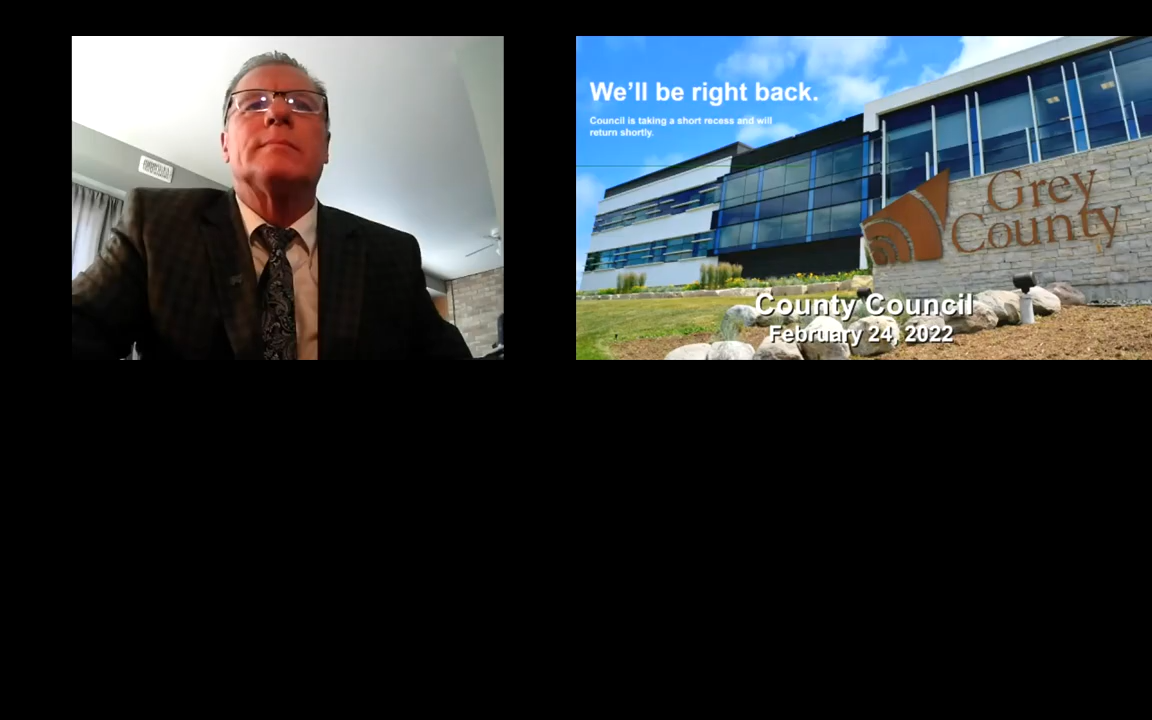 We'll be right back.
Council is taking a short recess and will
return shortly.
Grey
County
County Council
February 24, 2022